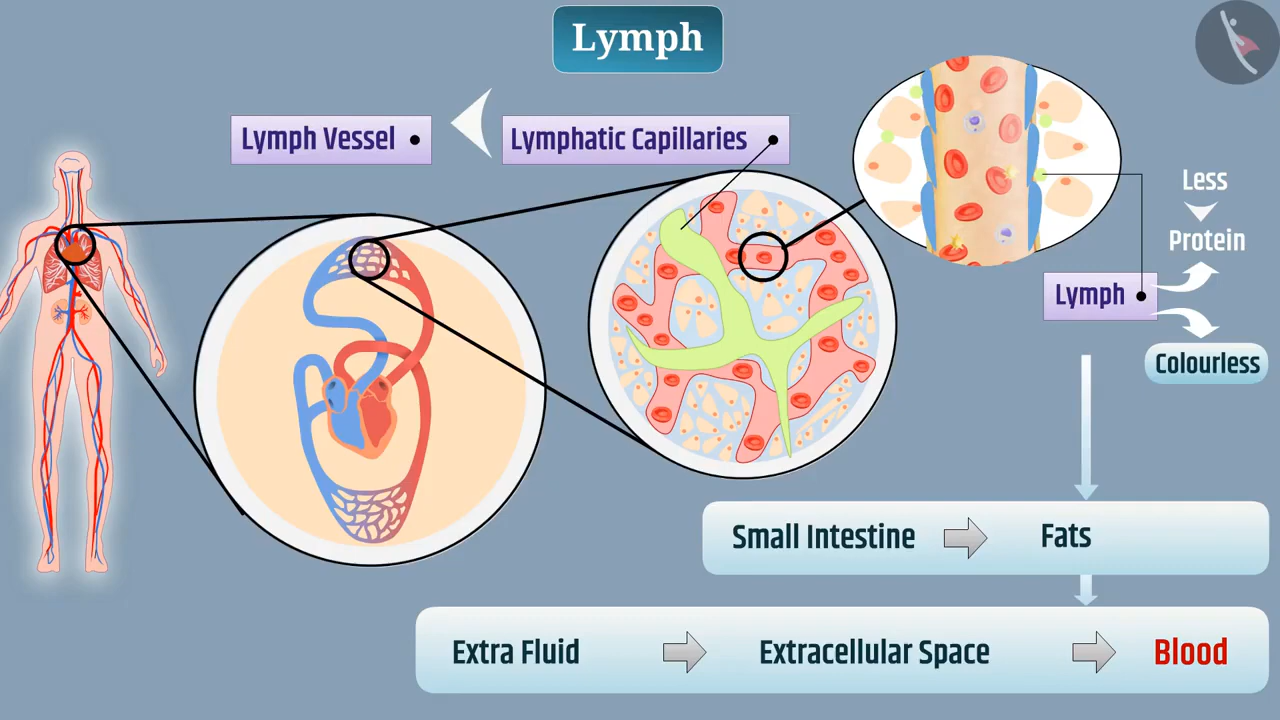 Lymph
Lymph Vessel
Lymphatic Capillaries
Less
Protein
Lymph
Colourless
Small Intestine
Fats
Extra Fluid
Extracellular Space
Blood